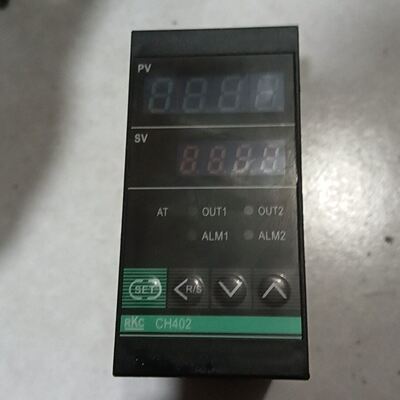 PV
SV
AT OUT1 OUT2
ALM1 ALM2
SET R/S
RKC CH402